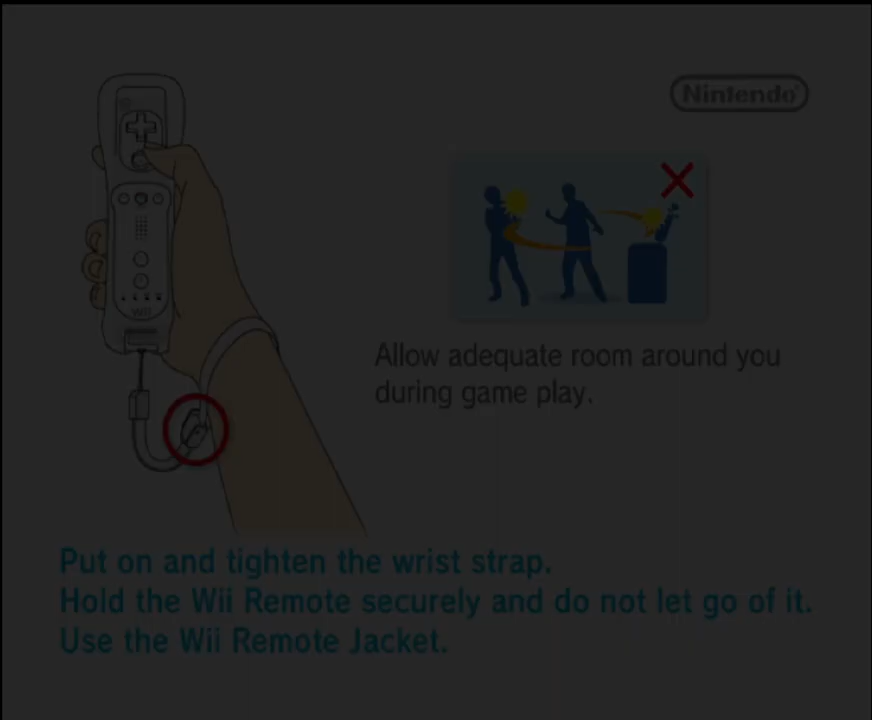 Nintendo
Wii
Allow adequate room around you
during game play.
Put on and tighten the wrist strap.
Hold the Wii Remote securely and do not let go of it.
Use the Wii Remote Jacket.